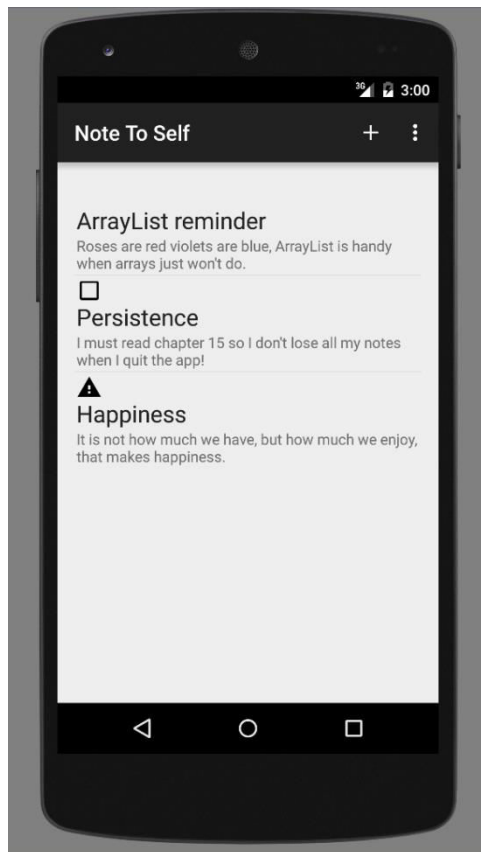 3G 3:00
Note To Self
ArrayList reminder
Roses are red violets are blue, ArrayList is handy
when arrays just won't do.
Persistence
I must read chapter 15 so I don't lose all my notes
when I quit the app!
Happiness
It is not how much we have, but how much we enjoy,
that makes happiness.